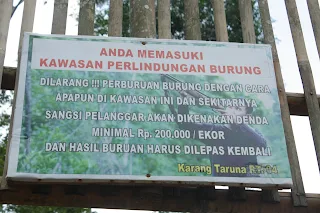 ANDA MEMASUKI
KAWASAN PERLINDUNGAN BURUNG
DILARANG !!! PERBURUAN BURUNG DENGAN CARA
APAPUN DI KAWASAN INI DAN SEKITARNYA
SANGSI PELANGGAR AKAN DIKENAKAN DENDA
MINIMAL Rp. 200.000 / EKOR
DAN HASIL BURUAN HARUS DILEPAS KEMBALI
Karang Taruna